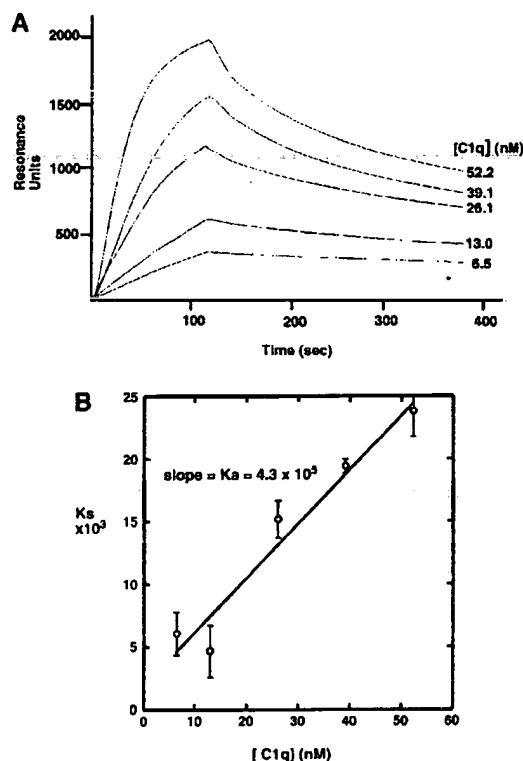 A
2000
1500
1000
500
Resonance
Units
[C1q] (nM)
52.2
39.1
26.1
13.0
6.5
100
200
300
400
Time (sec)
B
25
20
15
10
5
0
slope = Ka = 4.3 x 10⁵
Ks
x10³
0
10
20
30
40
50
60
[C1q] (nM)